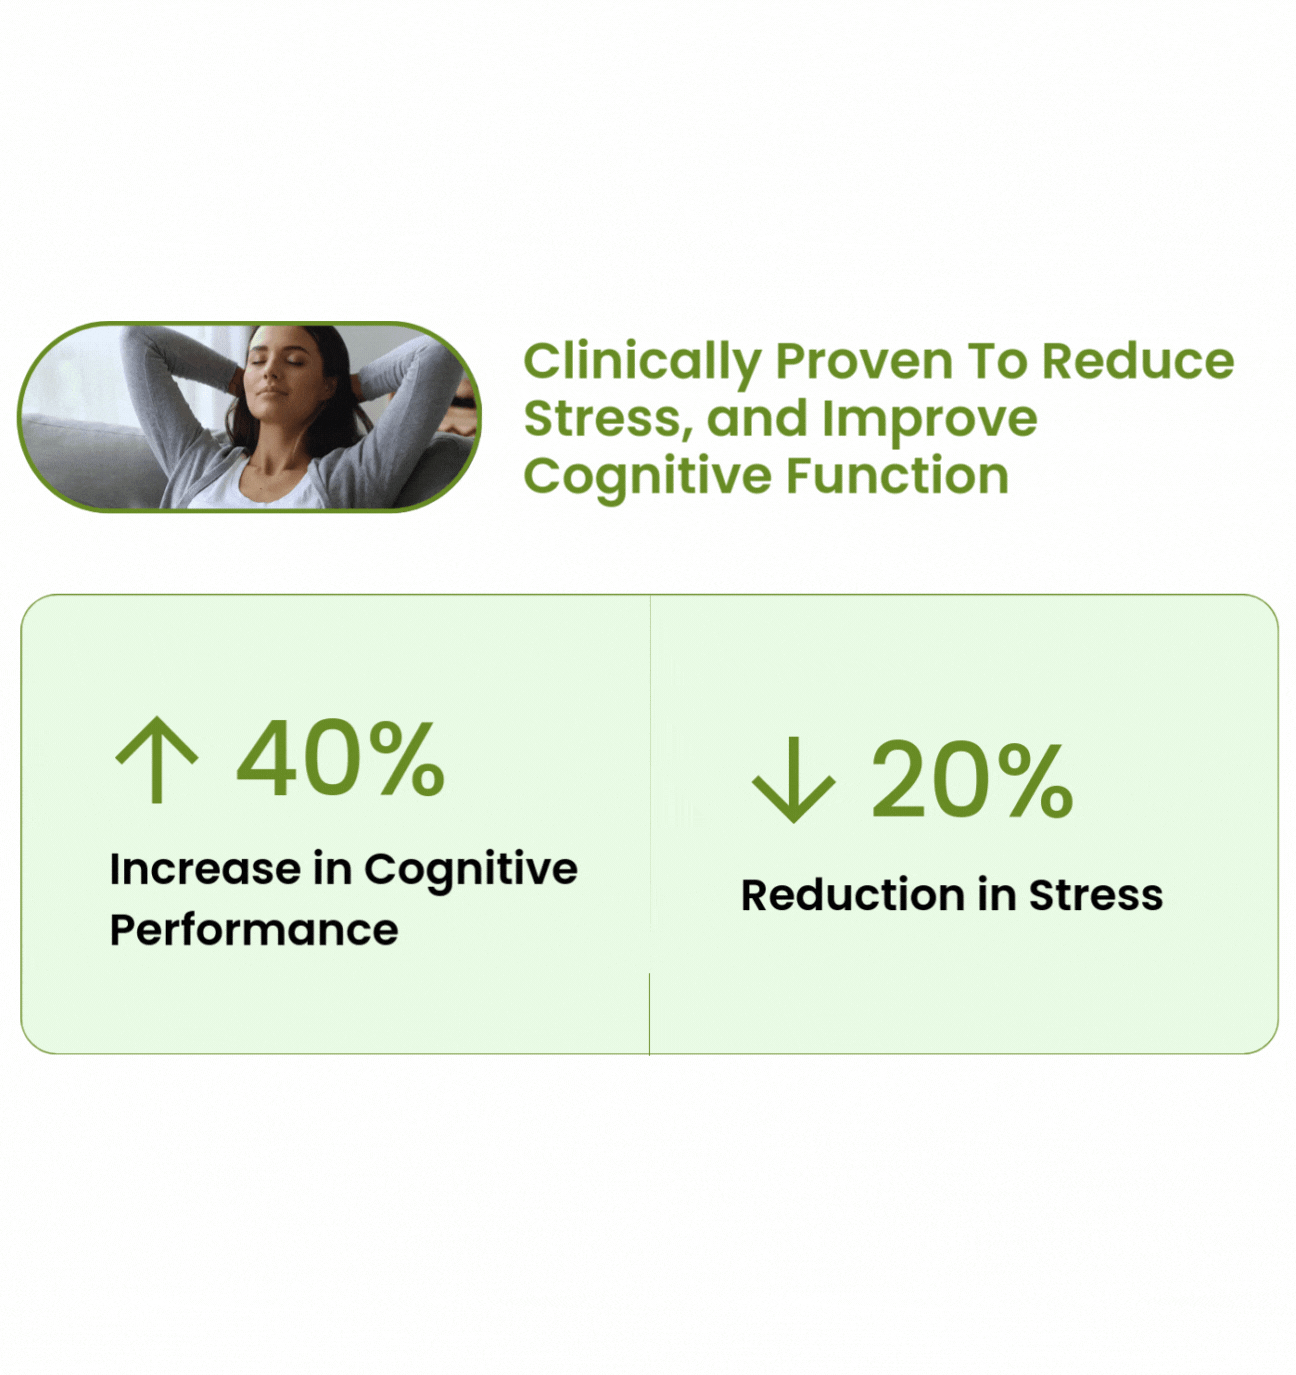 Clinically Proven To Reduce
Stress, and Improve
Cognitive Function
↑ 40%
Increase in Cognitive
Performance
↓ 20%
Reduction in Stress